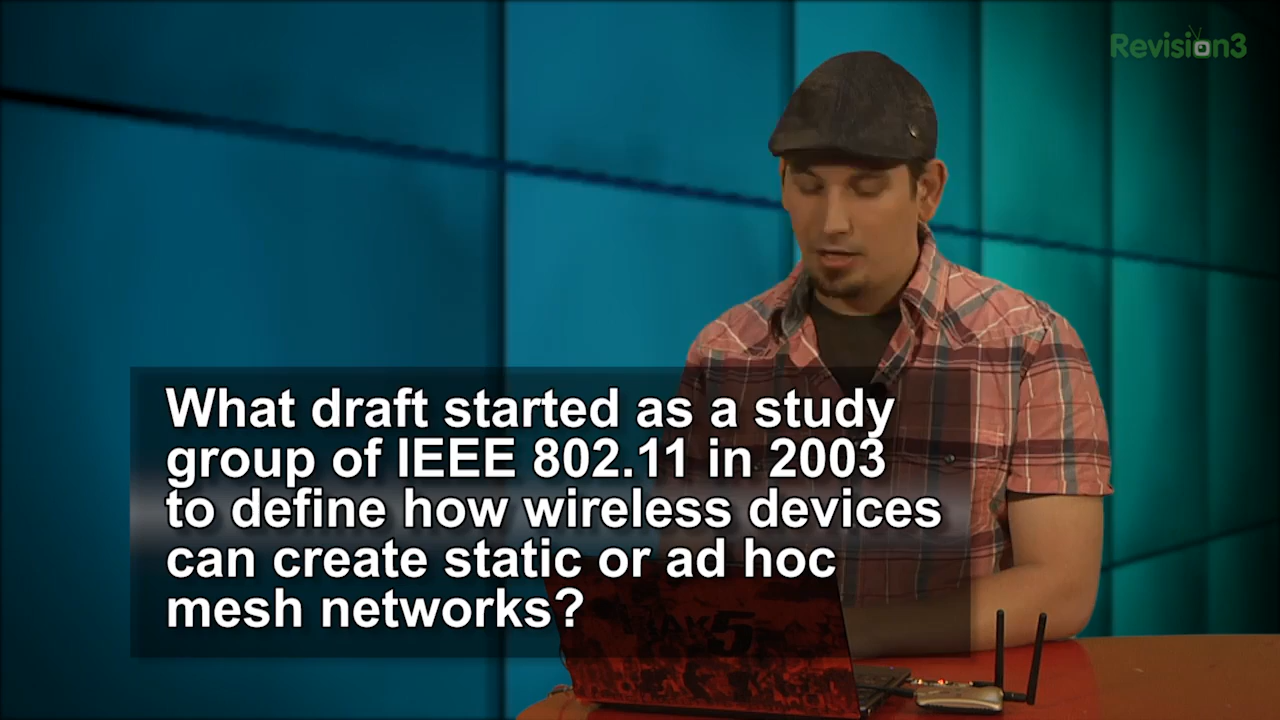 Revision3
What draft started as a study
group of IEEE 802.11 in 2003
to define how wireless devices
can create static or ad hoc
mesh networks?
HAK5